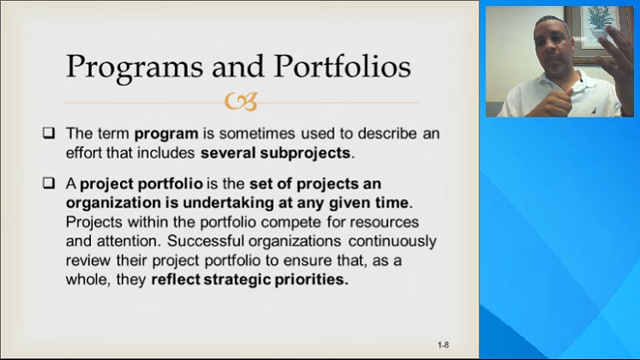 Programs and Portfolios
❑ The term program is sometimes used to describe an
effort that includes several subprojects.
❑ A project portfolio is the set of projects an
organization is undertaking at any given time.
Projects within the portfolio compete for resources
and attention. Successful organizations continuously
review their project portfolio to ensure that, as a
whole, they reflect strategic priorities.
1-8